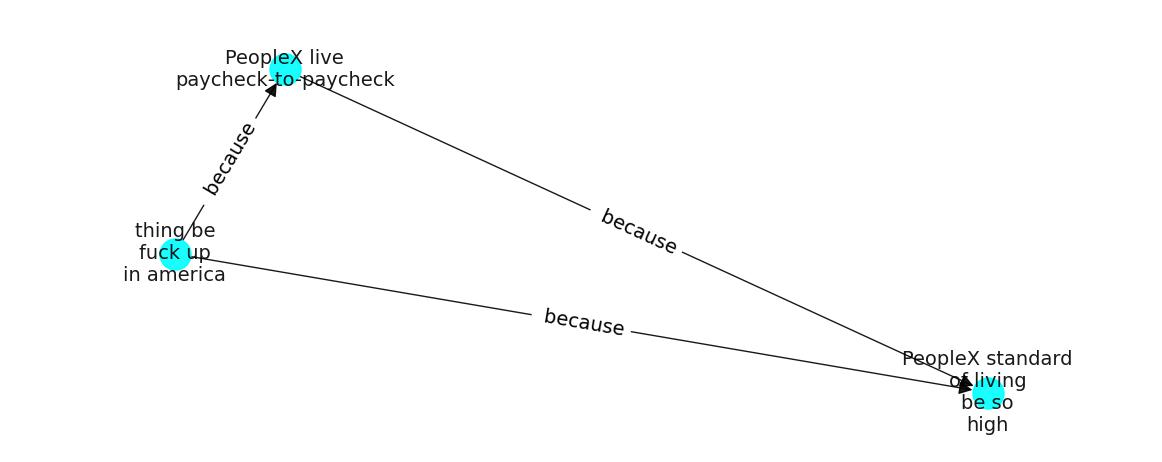 PeopleX live
paycheck-to-paycheck
because
thing be
fuck up
in america
because
because
PeopleX standard
of living
be so
high